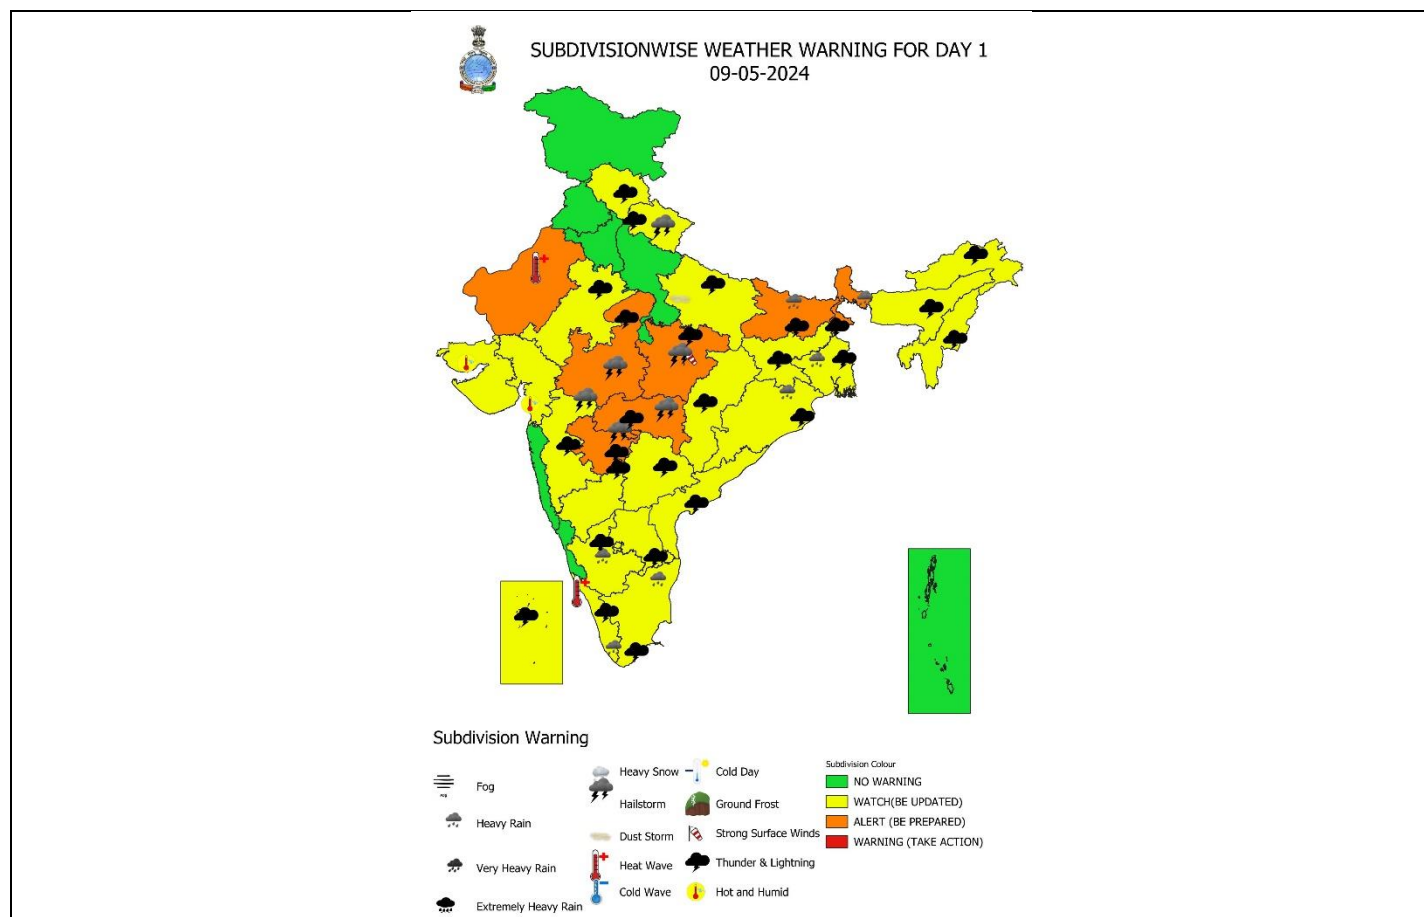 SUBDIVISIONWISE WEATHER WARNING FOR DAY 1
09-05-2024
Subdivision Warning
Fog
Heavy Rain
Very Heavy Rain
Extremely Heavy Rain
Heavy Snow
Hailstorm
Dust Storm
Heat Wave
Cold Wave
Cold Day
Ground Frost
Strong Surface Winds
Thunder & Lightning
Hot and Humid
Subdivision Colour
NO WARNING
WATCH(BE UPDATED)
ALERT (BE PREPARED)
WARNING (TAKE ACTION)